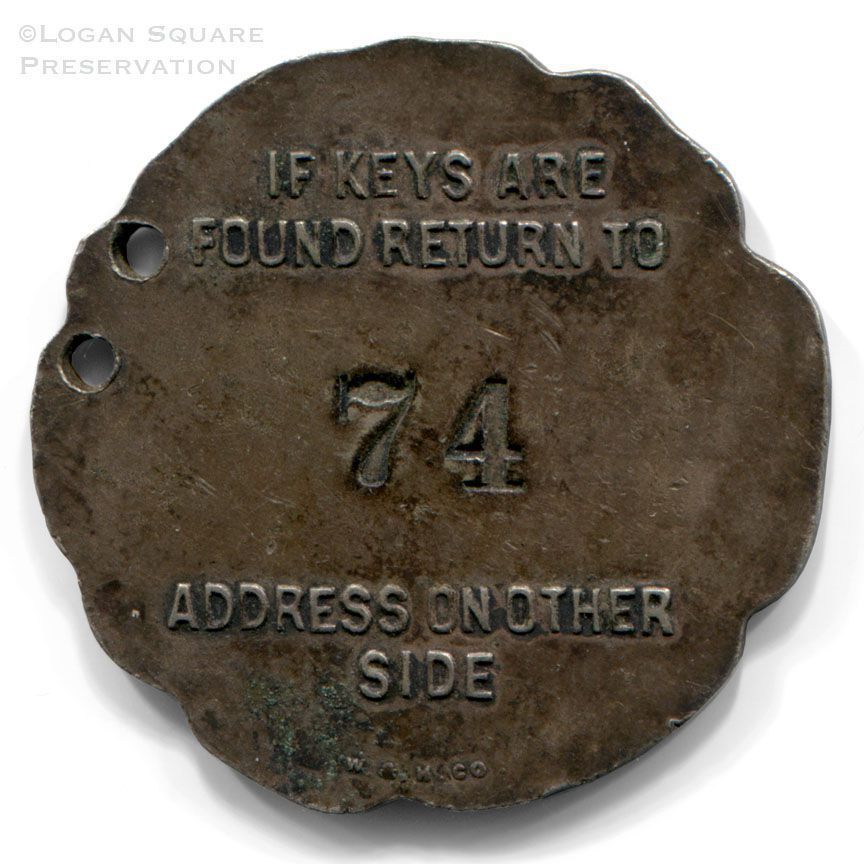 ©Logan Square
Preservation
IF KEYS ARE
FOUND RETURN TO
74
ADDRESS ON OTHER
SIDE